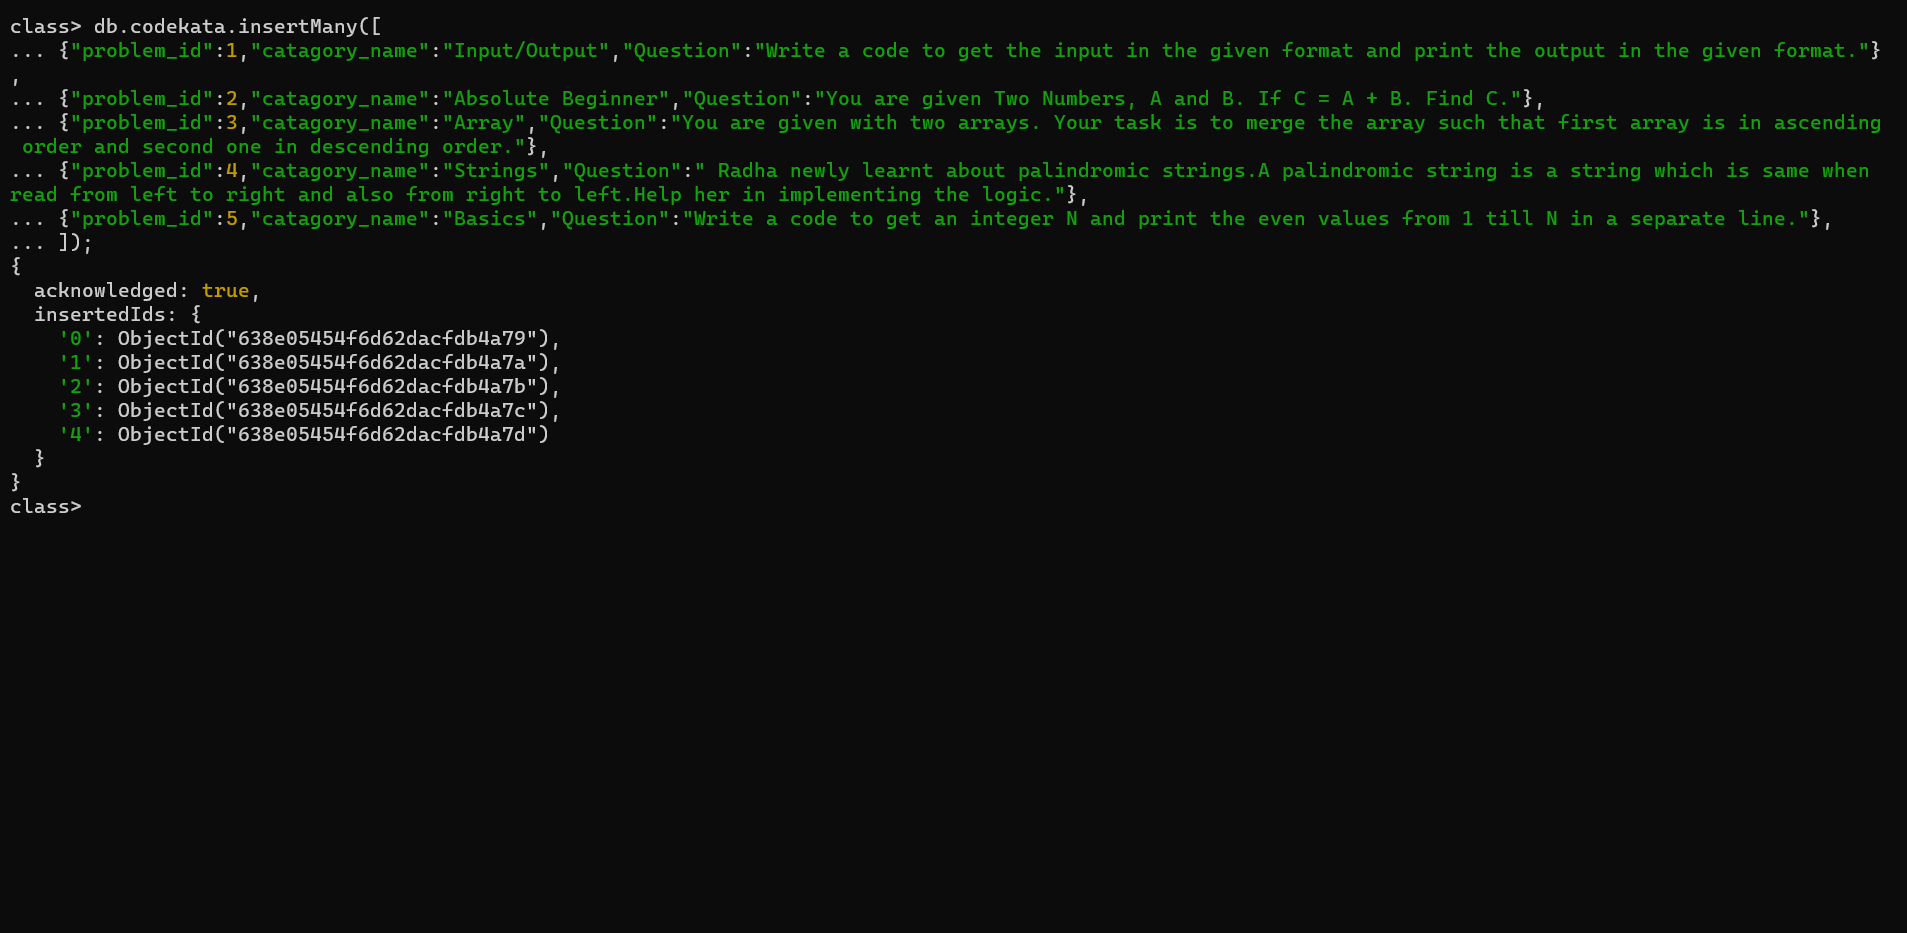 class> db.codekata.insertMany([
... {"problem_id":1,"catagory_name":"Input/Output","Question":"Write a code to get the input in the given format and print the output in the given format."}
,
... {"problem_id":2,"catagory_name":"Absolute Beginner","Question":"You are given Two Numbers, A and B. If C = A + B. Find C."},
... {"problem_id":3,"catagory_name":"Array","Question":"You are given with two arrays. Your task is to merge the array such that first array is in ascending
 order and second one in descending order."},
... {"problem_id":4,"catagory_name":"Strings","Question":" Radha newly learnt about palindromic strings.A palindromic string is a string which is same when
read from left to right and also from right to left.Help her in implementing the logic."},
... {"problem_id":5,"catagory_name":"Basics","Question":"Write a code to get an integer N and print the even values from 1 till N in a separate line."},
... ]);
{
  acknowledged: true,
  insertedIds: {
    '0': ObjectId("638e05454f6d62dacfdb4a79"),
    '1': ObjectId("638e05454f6d62dacfdb4a7a"),
    '2': ObjectId("638e05454f6d62dacfdb4a7b"),
    '3': ObjectId("638e05454f6d62dacfdb4a7c"),
    '4': ObjectId("638e05454f6d62dacfdb4a7d")
  }
}
class>